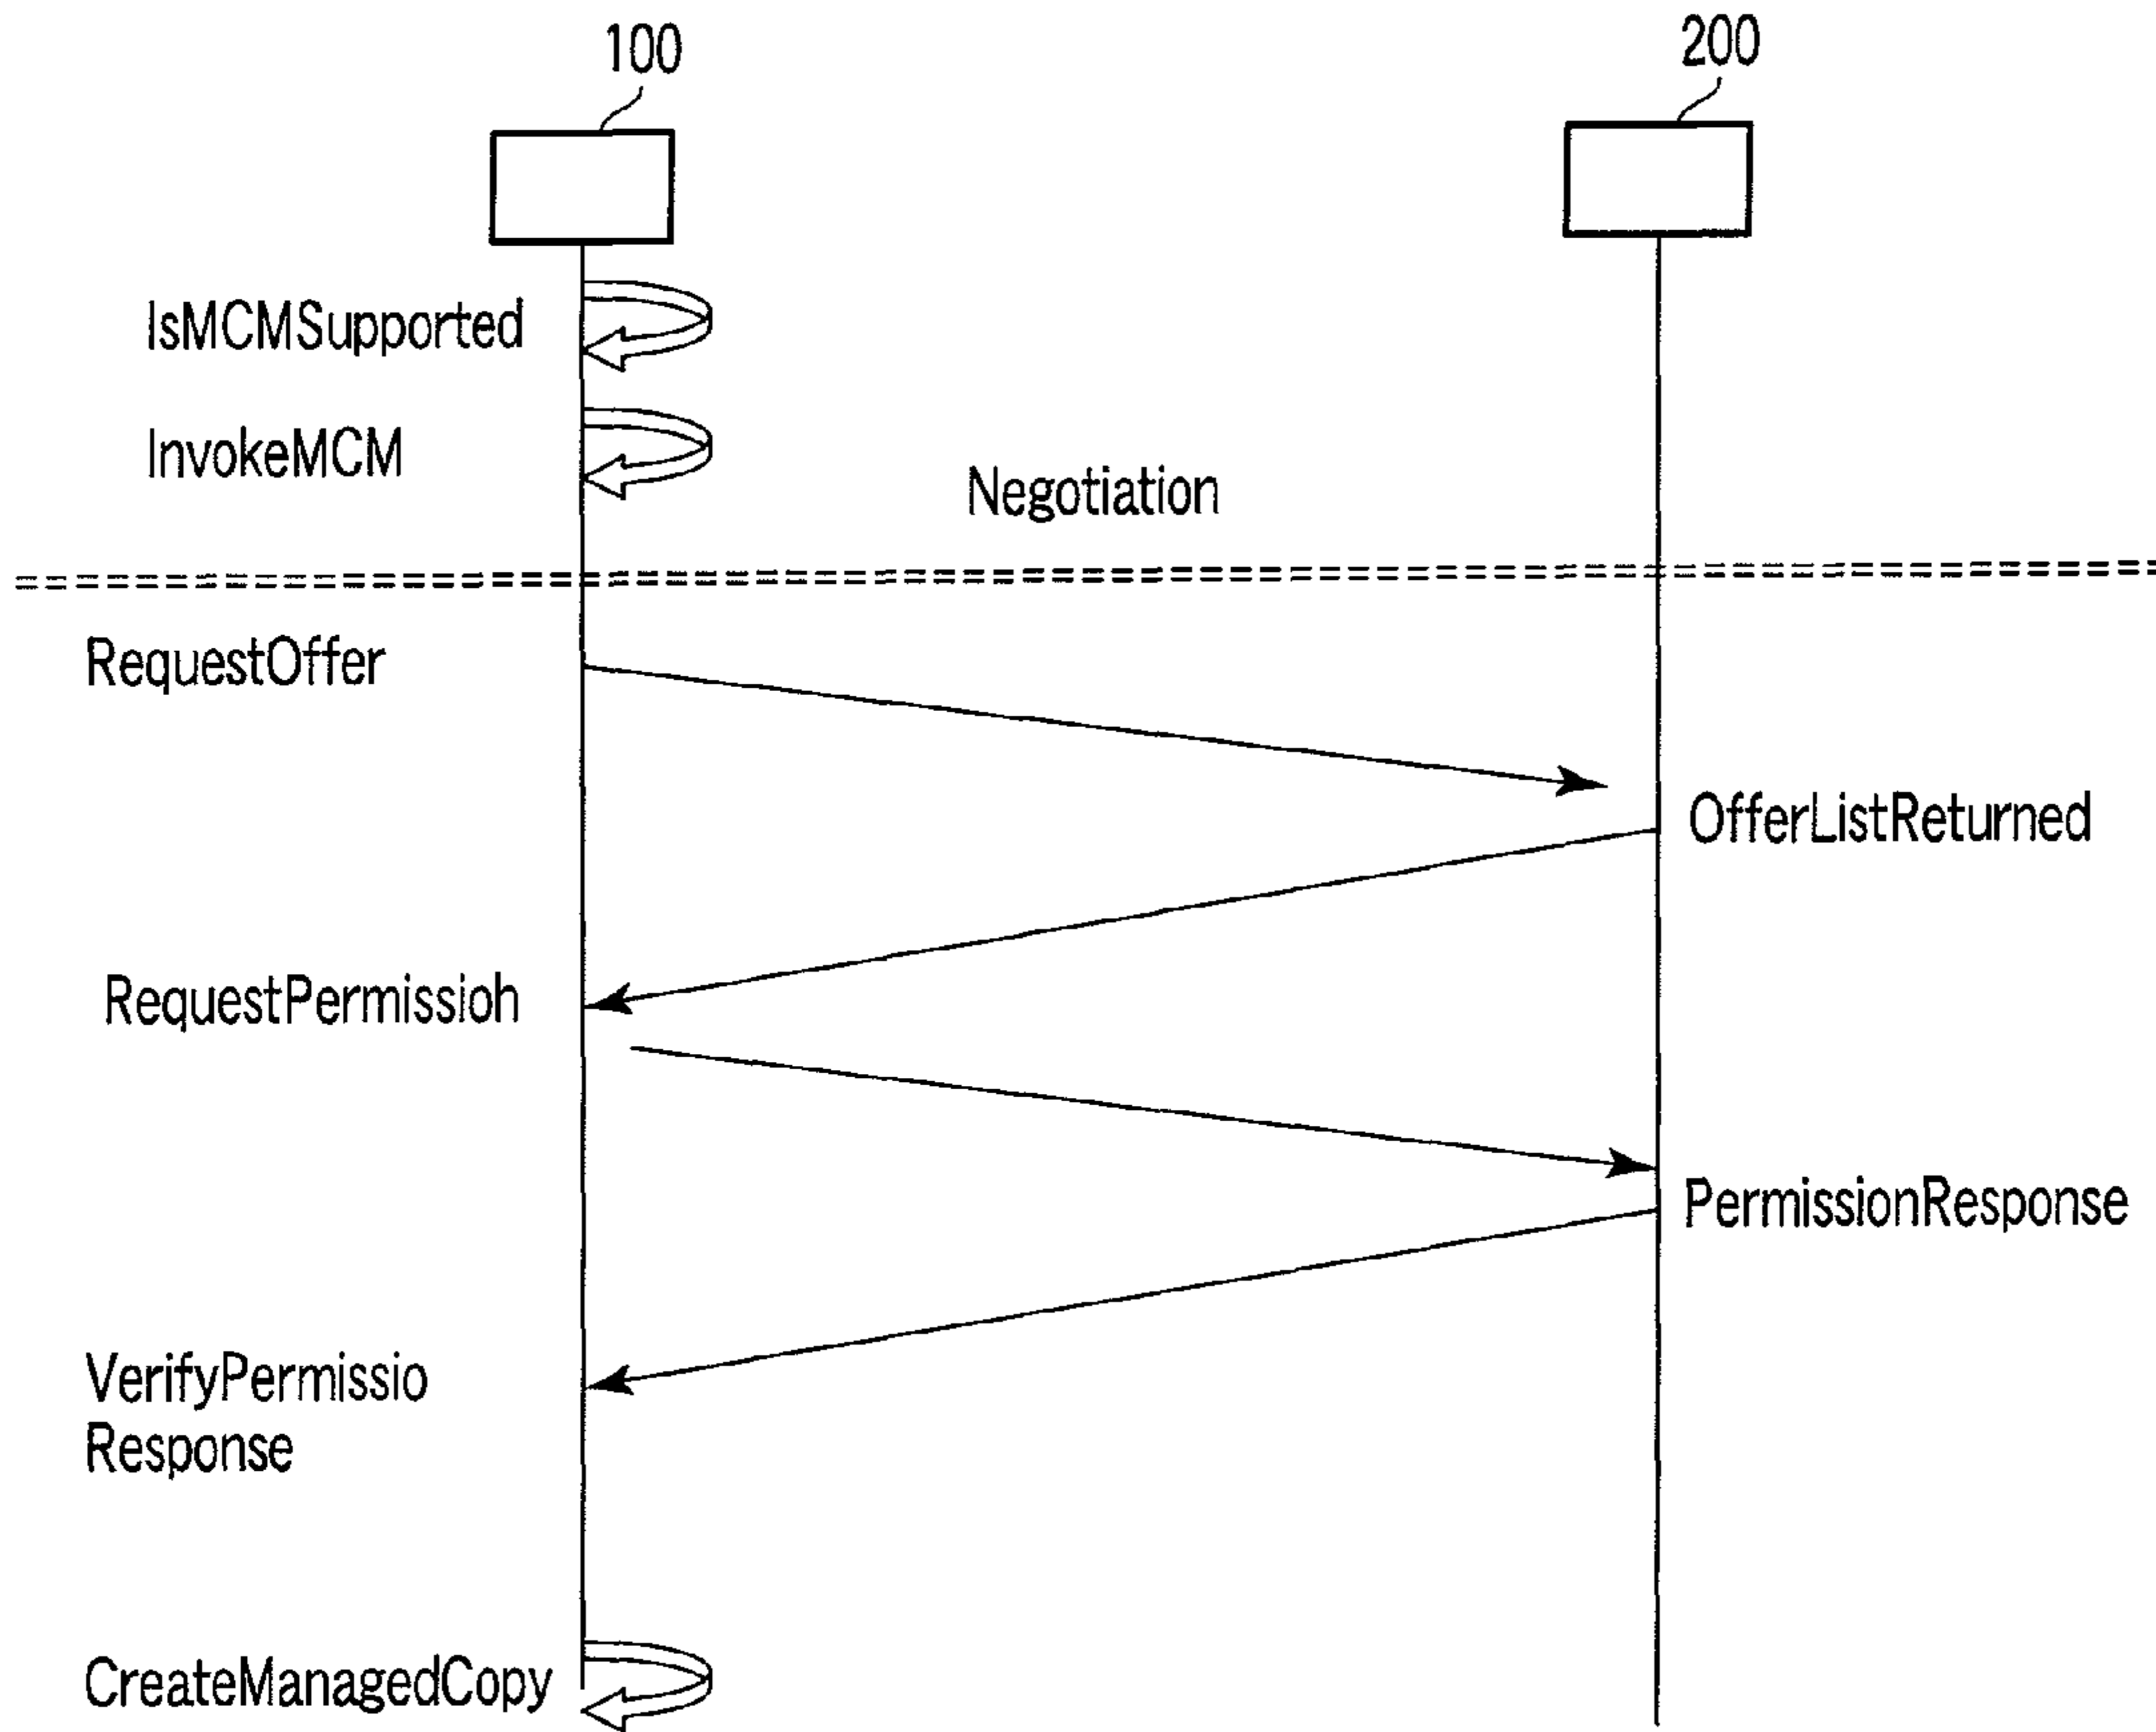 100
200
IsMCMSupported
InvokeMCM
Negotiation
RequestOffer
OfferListReturned
RequestPermissioh
PermissionResponse
VerifyPermissio
Response
CreateManagedCopy